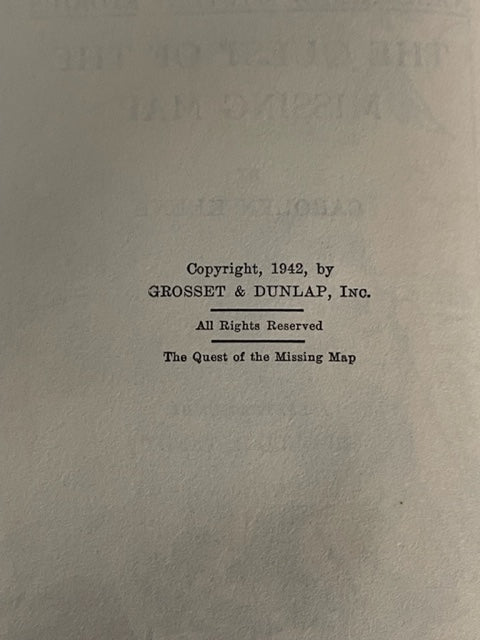 Copyright, 1942, by
GROSSET & DUNLAP, INC.
All Rights Reserved
The Quest of the Missing Map